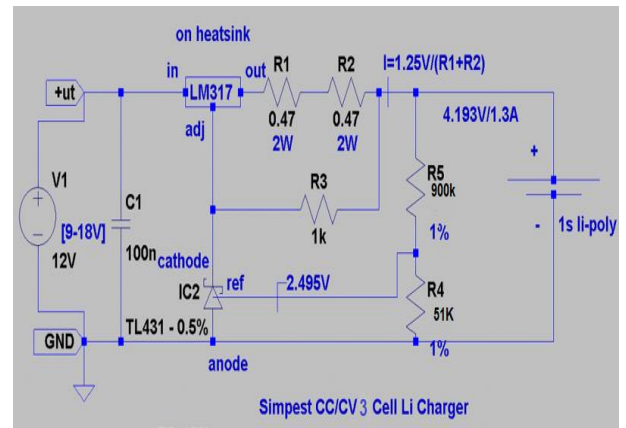 on heatsink
+ut
in
LM317
out
adj
R1
0.47
2W
R2
0.47
2W
I=1.25V/(R1+R2)
4.193V/1.3A
R3
1k
R5
900k
1%
+
-
1s li-poly
V1
[9-18V]
12V
C1
100n
cathode
ref
2.495V
IC2
TL431 - 0.5%
anode
R4
51K
1%
GND
Simpest CC/CV 3 Cell Li Charger